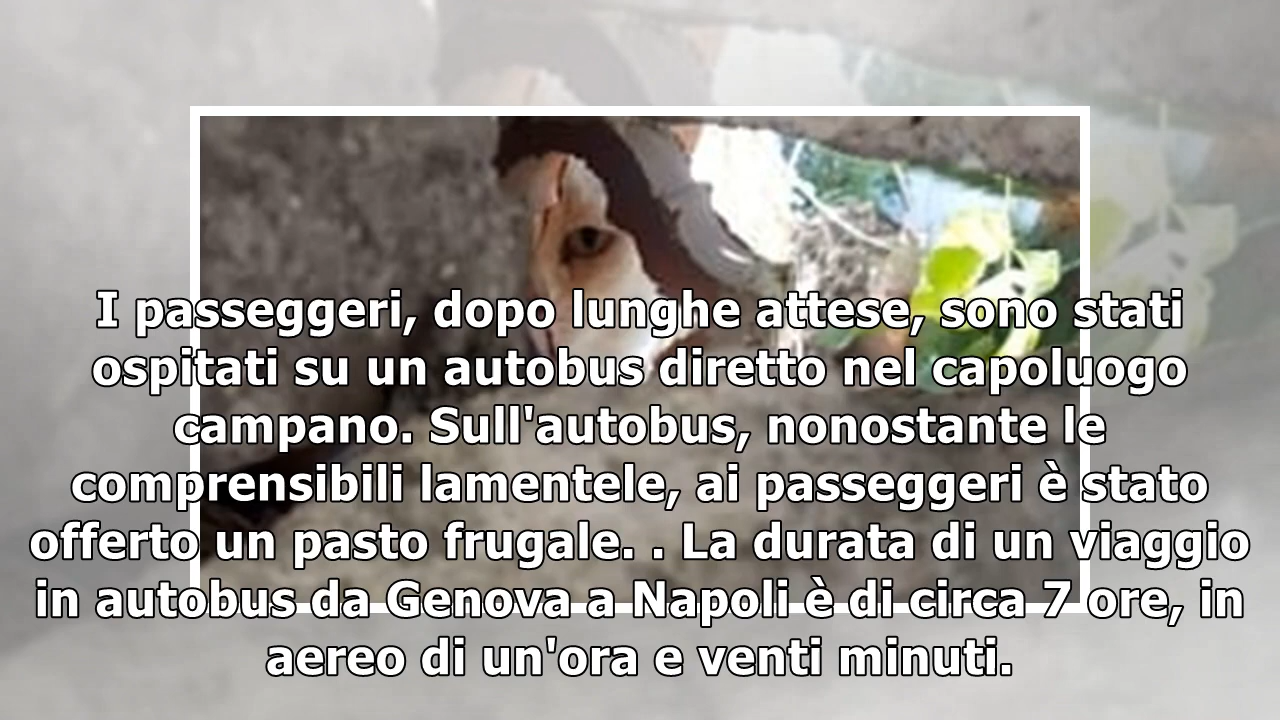 I passeggeri, dopo lunghe attese, sono stati
ospitati su un autobus diretto nel capoluogo
campano. Sull'autobus, nonostante le
comprensibili lamentele, ai passeggeri è stato
offerto un pasto frugale. . La durata di un viaggio
in autobus da Genova a Napoli è di circa 7 ore, in
aereo di un'ora e venti minuti.